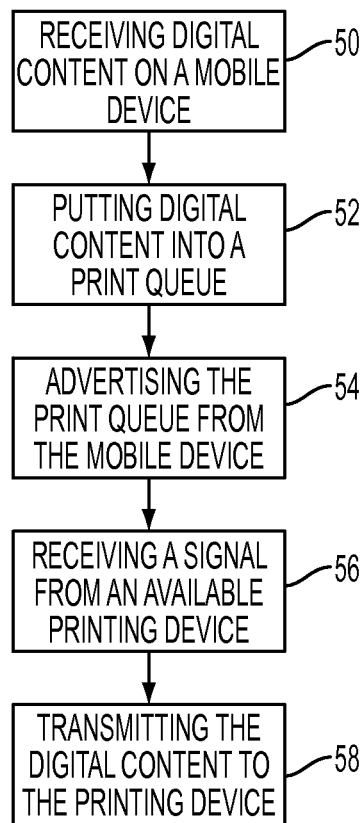 RECEIVING DIGITAL
CONTENT ON A MOBILE
DEVICE
50
PUTTING DIGITAL
CONTENT INTO A
PRINT QUEUE
52
ADVERTISING THE
PRINT QUEUE FROM
THE MOBILE DEVICE
54
RECEIVING A SIGNAL
FROM AN AVAILABLE
PRINTING DEVICE
56
TRANSMITTING THE
DIGITAL CONTENT TO
THE PRINTING DEVICE
58